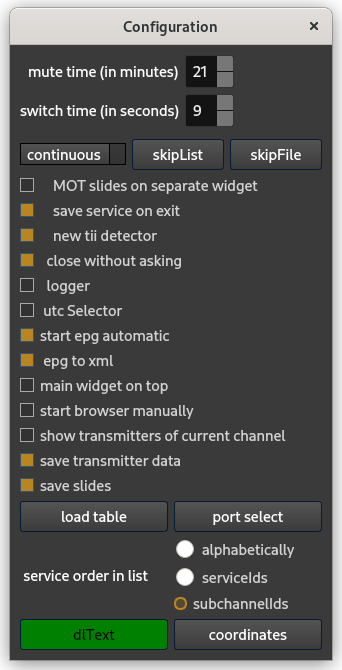 Configuration ×
mute time (in minutes) 21
switch time (in seconds) 9
continuous skipList skipFile
MOT slides on separate widget
save service on exit
new tii detector
close without asking
logger
utc Selector
start epg automatic
epg to xml
main widget on top
start browser manually
show transmitters of current channel
save transmitter data
save slides
load table port select
alphabetically
service order in list serviceIds
subchannelIds
dlText coordinates